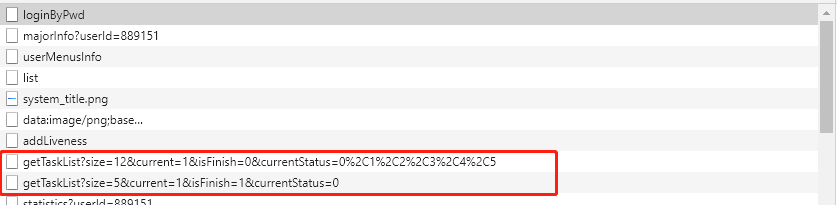 loginByPwd
majorInfo?userId=889151
userMenusInfo
list
system_title.png
data:image/png;base...
addLiveness
getTaskList?size=12&current=1&isFinish=0&currentStatus=0%2C1%2C2%2C3%2C4%2C5
getTaskList?size=5&current=1&isFinish=1&currentStatus=0
statistics?userId=889151